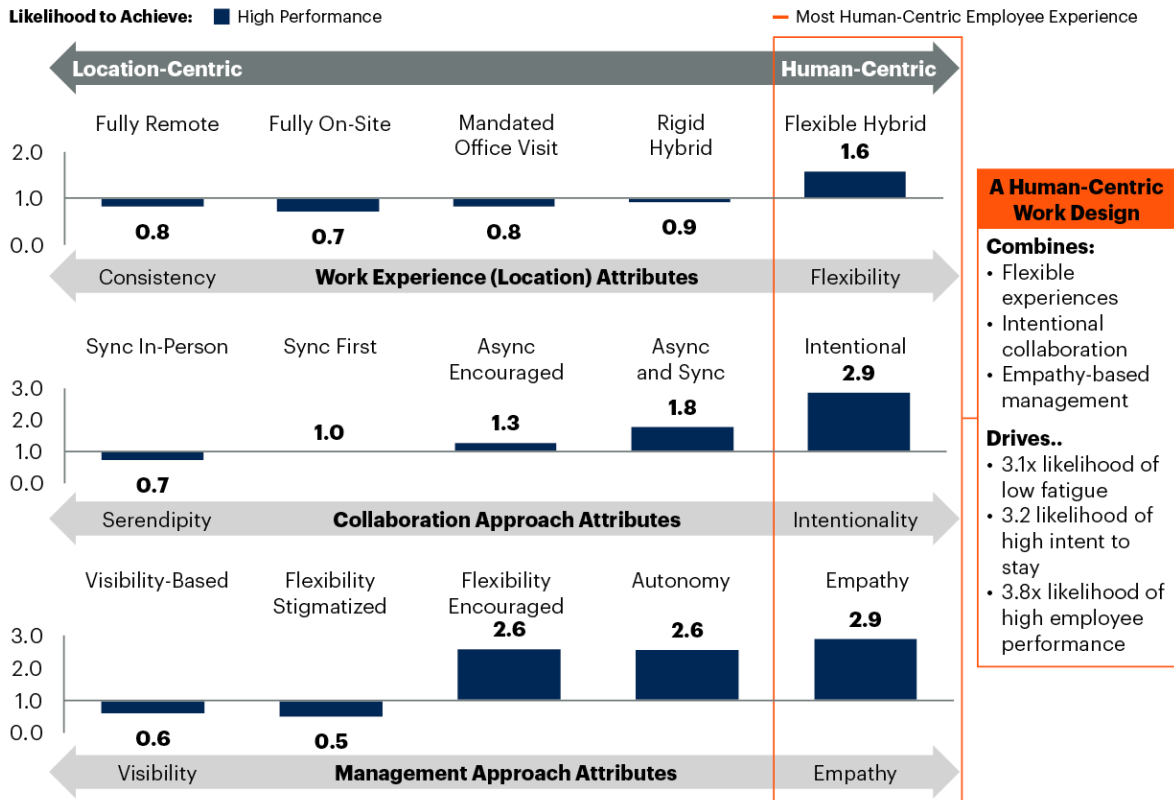 Likelihood to Achieve: High Performance
Most Human-Centric Employee Experience
Location-Centric
Human-Centric
Fully Remote
Fully On-Site
Mandated
Office Visit
Rigid
Hybrid
Flexible Hybrid
2.0
1.0
0.0
0.8
0.7
0.8
0.9
1.6
Consistency
Work Experience (Location) Attributes
Flexibility
Sync In-Person
Sync First
Async
Encouraged
Async
and Sync
Intentional
3.0
2.0
1.0
0.0
0.7
1.0
1.3
1.8
2.9
Serendipity
Collaboration Approach Attributes
Intentionality
Visibility-Based
Flexibility
Stigmatized
Flexibility
Encouraged
Autonomy
Empathy
3.0
2.0
1.0
0.0
0.6
0.5
2.6
2.6
2.9
Visibility
Management Approach Attributes
Empathy
A Human-Centric
Work Design
Combines:
• Flexible
experiences
• Intentional
collaboration
• Empathy-based
management
Drives..
• 3.1x likelihood of
low fatigue
• 3.2 likelihood of
high intent to
stay
• 3.8x likelihood of
high employee
performance